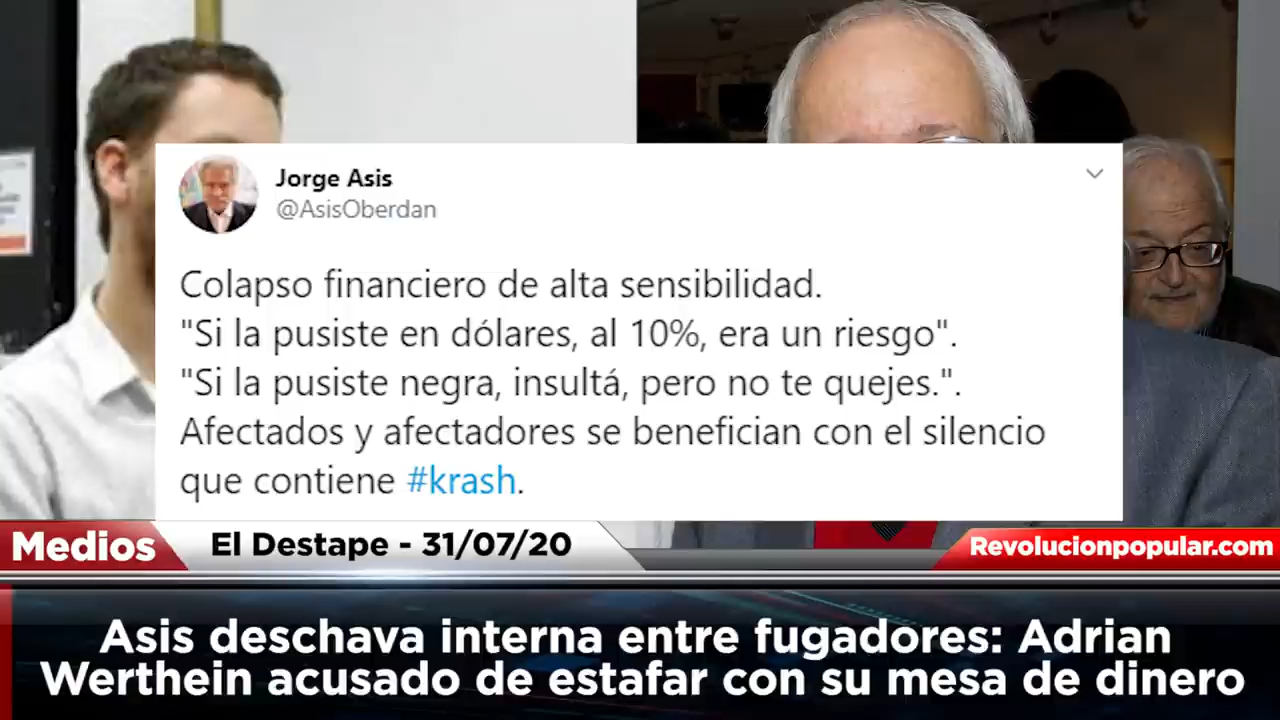 Jorge Asis
@AsisOberdan
Colapso financiero de alta sensibilidad.
"Si la pusiste en dólares, al 10%, era un riesgo".
"Si la pusiste negra, insultá, pero no te quejes.".
Afectados y afectadores se benefician con el silencio
que contiene #krash.
Medios
El Destape - 31/07/20
Revolucionpopular.com
Asis deschava interna entre fugadores: Adrian
Werthein acusado de estafar con su mesa de dinero